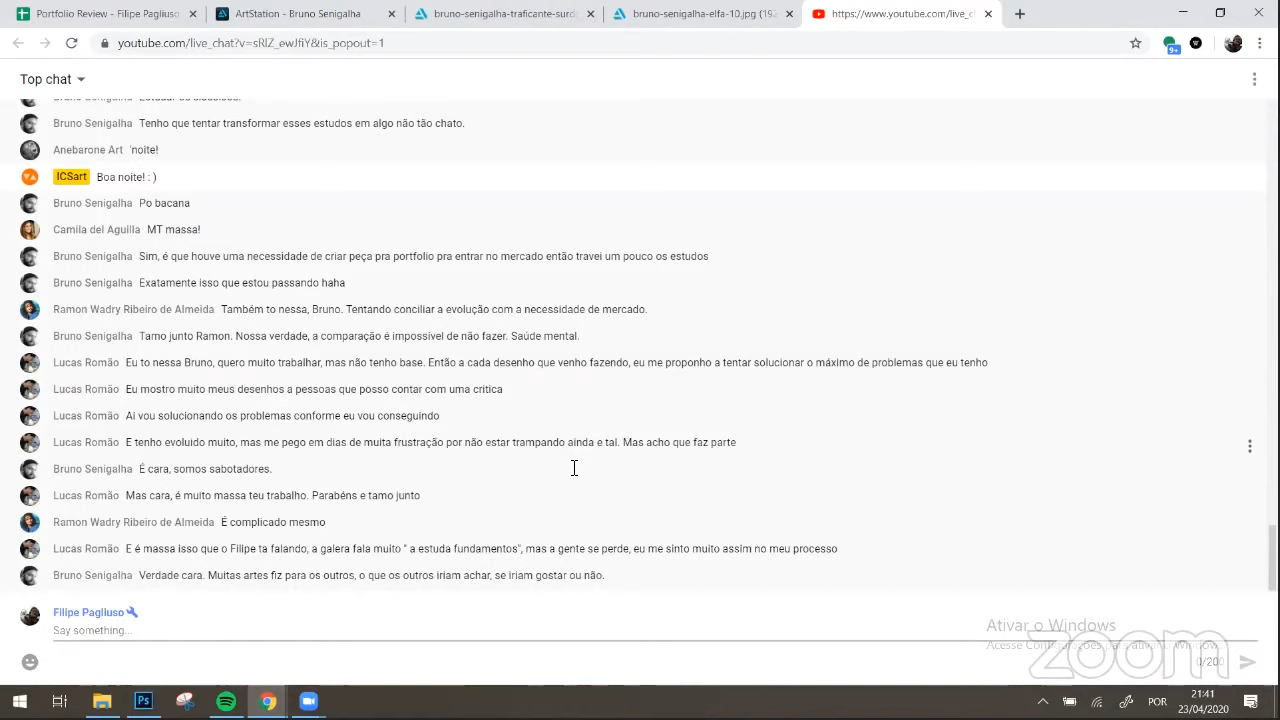 Portfolio Review - Filipe Pagliuso
ArtStation - Bruno Senigalha
bruno-senigalha-traficante-surd
bruno-senigalha-elfa-10.jpg (192
https://www.youtube.com/live_c
youtube.com/live_chat?v=sRlZ_ewJfiY&is_popout=1
9+
Top chat
Bruno Senigalha Tenho que tentar transformar esses estudos em algo não tão chato.
Anebarone Art 'noite!
ICSart Boa noite! : )
Bruno Senigalha Po bacana
Camila del Aguilla MT massa!
Bruno Senigalha Sim, é que houve uma necessidade de criar peça pra portfolio pra entrar no mercado então travei um pouco os estudos
Bruno Senigalha Exatamente isso que estou passando haha
Ramon Wadry Ribeiro de Almeida Também to nessa, Bruno. Tentando conciliar a evolução com a necessidade de mercado.
Bruno Senigalha Tamo junto Ramon. Nossa verdade, a comparação é impossível de não fazer. Saúde mental.
Lucas Romão Eu to nessa Bruno, quero muito trabalhar, mas não tenho base. Então a cada desenho que venho fazendo, eu me proponho a tentar solucionar o máximo de problemas que eu tenho
Lucas Romão Eu mostro muito meus desenhos a pessoas que posso contar com uma critica
Lucas Romão Ai vou solucionando os problemas conforme eu vou conseguindo
Lucas Romão E tenho evoluido muito, mas me pego em dias de muita frustração por não estar trampando ainda e tal. Mas acho que faz parte
Bruno Senigalha É cara, somos sabotadores.
Lucas Romão Mas cara, é muito massa teu trabalho. Parabéns e tamo junto
Ramon Wadry Ribeiro de Almeida É complicado mesmo
Lucas Romão E é massa isso que o Filipe ta falando, a galera fala muito " a estuda fundamentos", mas a gente se perde, eu me sinto muito assim no meu processo
Bruno Senigalha Verdade cara. Muitas artes fiz para os outros, o que os outros iriam achar, se iriam gostar ou não.
Filipe Pagliuso
Say something...
Ativar o Windows
Acesse Configurações para ativar o Windows.
zoom
0/200
Ps
POR
21:41
23/04/2020